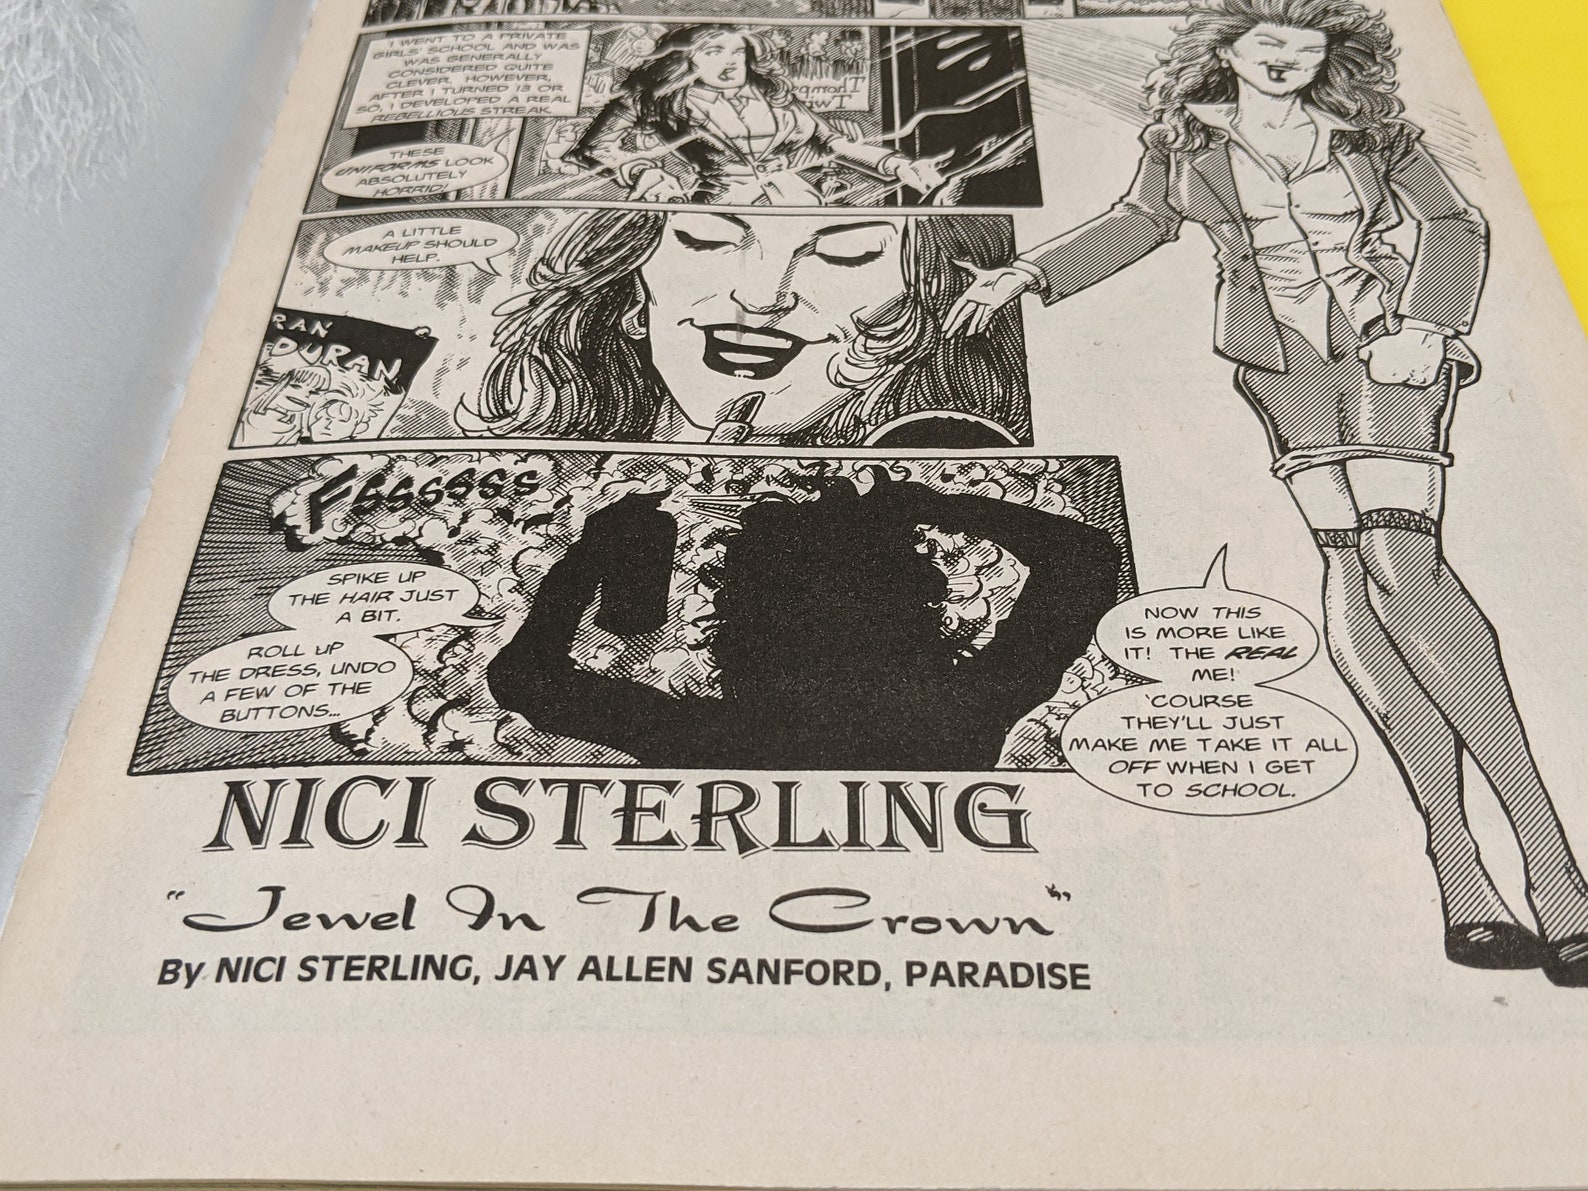 I WENT TO A PRIVATE
GIRLS' SCHOOL AND WAS
WAS GENERALLY
CONSIDERED QUITE
CLEVER. HOWEVER,
AFTER I TURNED 13 OR
SO, I DEVELOPED A REAL
REBELLIOUS STREAK.
THESE
UNIFORMS LOOK
ABSOLUTELY
HORRID!
A LITTLE
MAKEUP SHOULD
HELP.
RAN
DURAN
Fsssssss
SPIKE UP
THE HAIR JUST
A BIT.
ROLL UP
THE DRESS, UNDO
A FEW OF THE
BUTTONS...
NOW THIS
IS MORE LIKE
IT! THE REAL
ME!
'COURSE
THEY'LL JUST
MAKE ME TAKE IT ALL
OFF WHEN I GET
TO SCHOOL.
NICI STERLING
"Jewel In The Crown"
By NICI STERLING, JAY ALLEN SANFORD, PARADISE